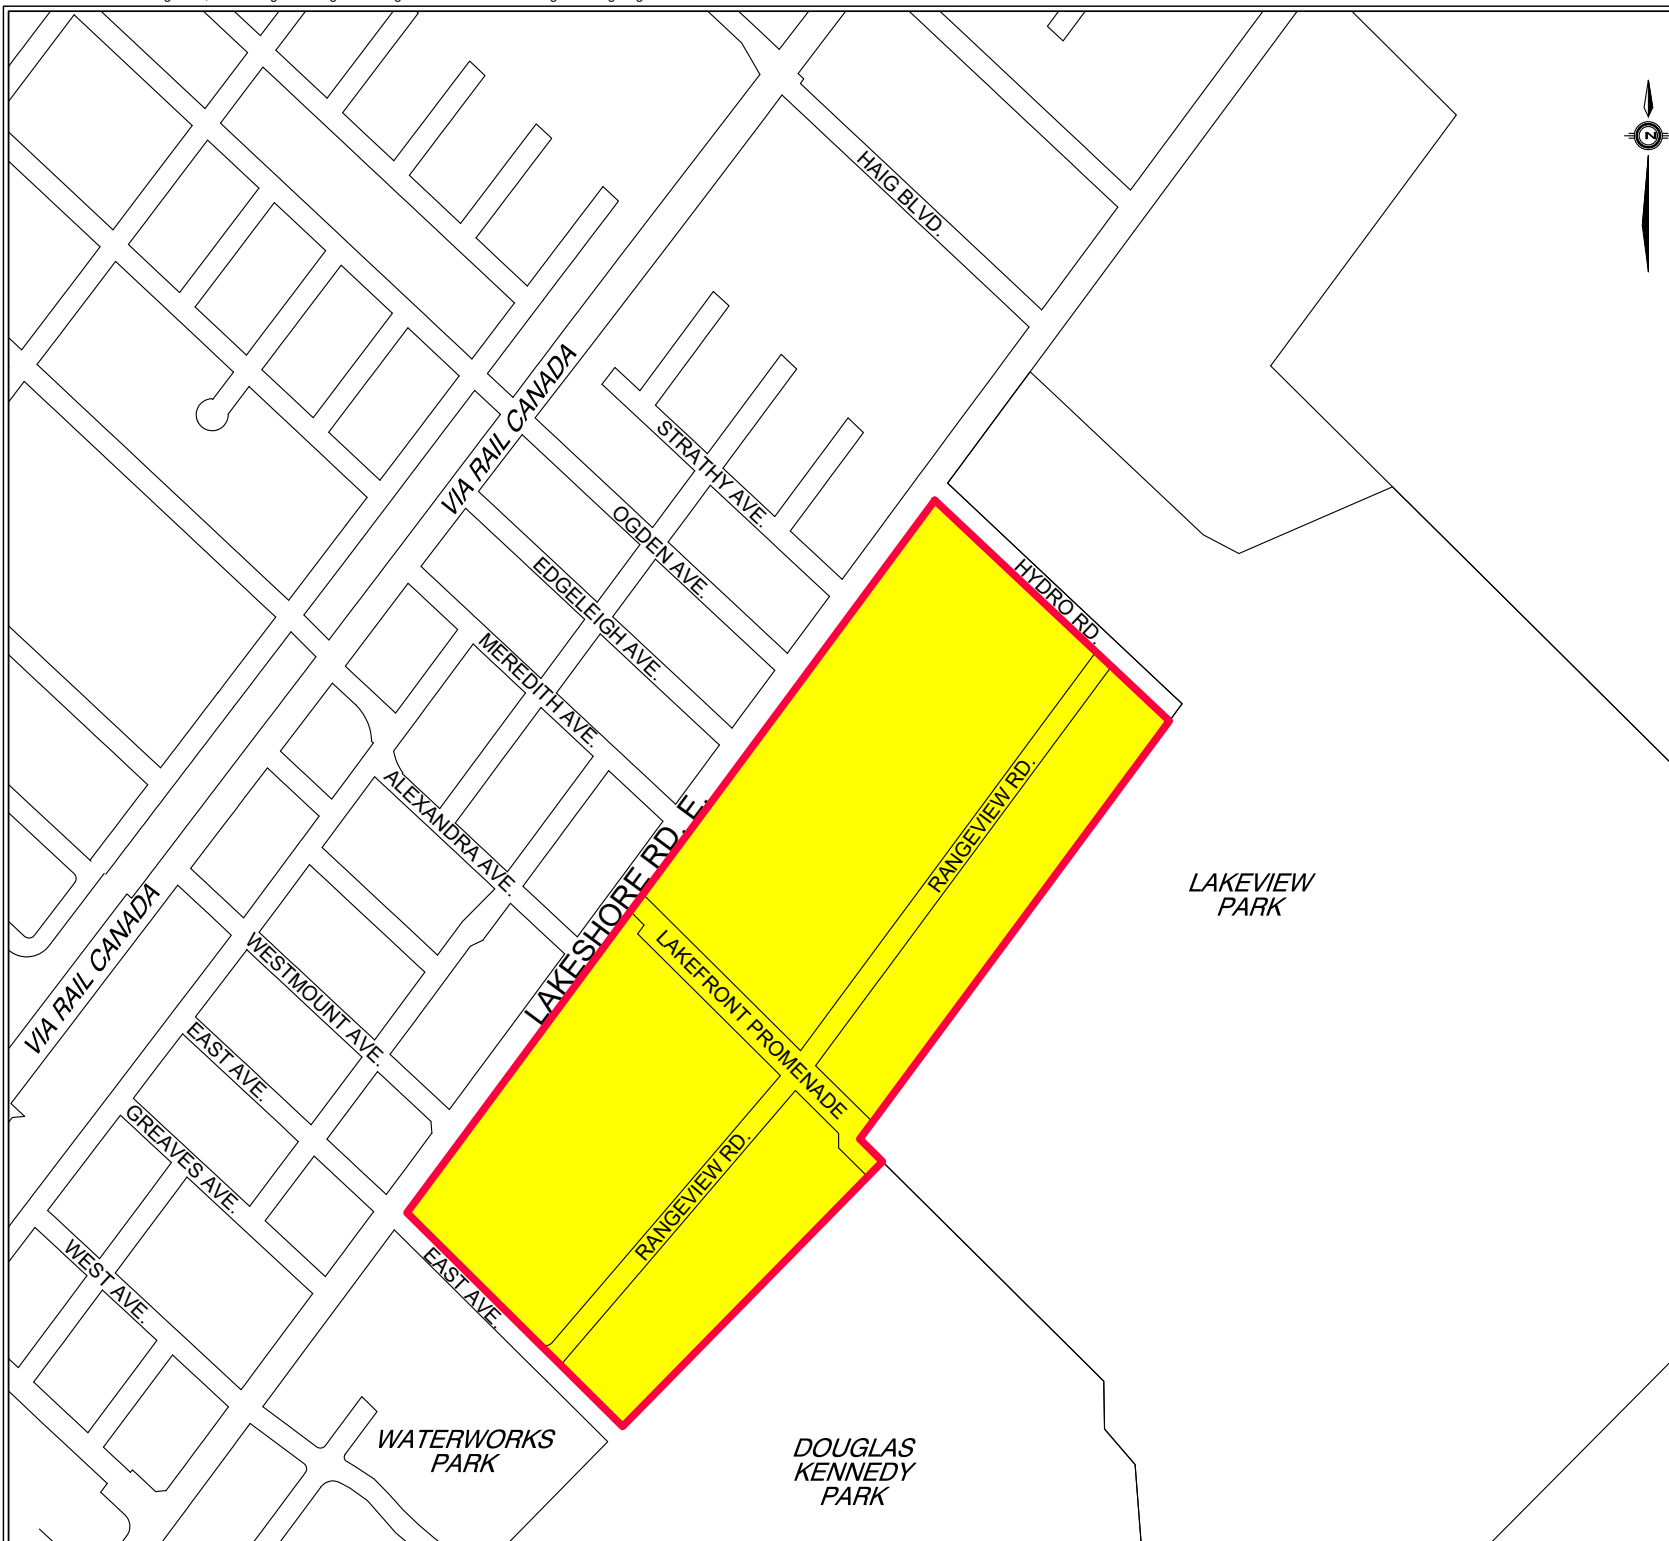 HAIG BLVD.
VIA RAIL CANADA
STRATHY AVE.
OGDEN AVE.
EDGELEIGH AVE.
HYDRO RD.
MEREDITH AVE.
ALEXANDRA AVE.
LAKESHORE RD. E.
RANGEVIEW RD.
LAKEVIEW
PARK
VIA RAIL CANADA
WESTMOUNT AVE.
LAKEFRONT PROMENADE
EAST AVE.
GREAVES AVE.
RANGEVIEW RD.
WEST AVE.
EAST AVE.
WATERWORKS
PARK
DOUGLAS
KENNEDY
PARK
N